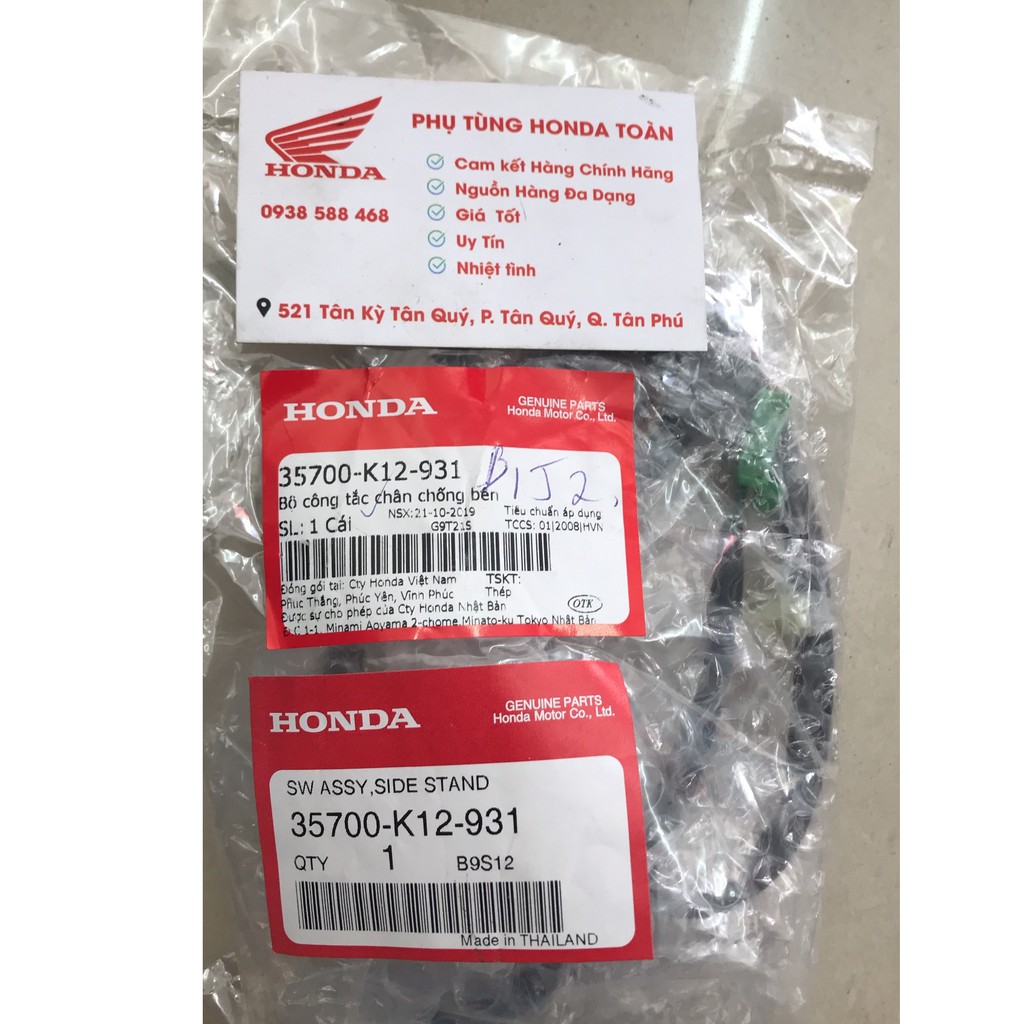 HONDA
0938 588 468
PHỤ TÙNG HONDA TOÀN
Cam kết Hàng Chính Hãng
Nguồn Hàng Đa Dạng
Giá Tốt
Uy Tín
Nhiệt tình
521 Tân Kỳ Tân Quý, P. Tân Quý, Q. Tân Phú
HONDA
GENUINE PARTS
Honda Motor Co., Ltd.
35700-K12-931
B1J2,
Bộ công tắc chân chống bên
NSX:21-10-2019
Tiêu chuẩn áp dụng
SL: 1 Cái
G9T21S
TCCS: 01|2008|HVN
Đóng gói tại: Cty Honda Việt Nam
TSKT:
Phúc Thắng, Phúc Yên, Vĩnh Phúc
Thép
Được sự cho phép của Cty Honda Nhật Bản
OTK
1-1, Minami Aoyama 2-chome Minato-ku Tokyo Nhật Bản
HONDA
GENUINE PARTS
Honda Motor Co., Ltd.
SW ASSY,SIDE STAND
35700-K12-931
QTY 1 B9S12
Made in THAILAND